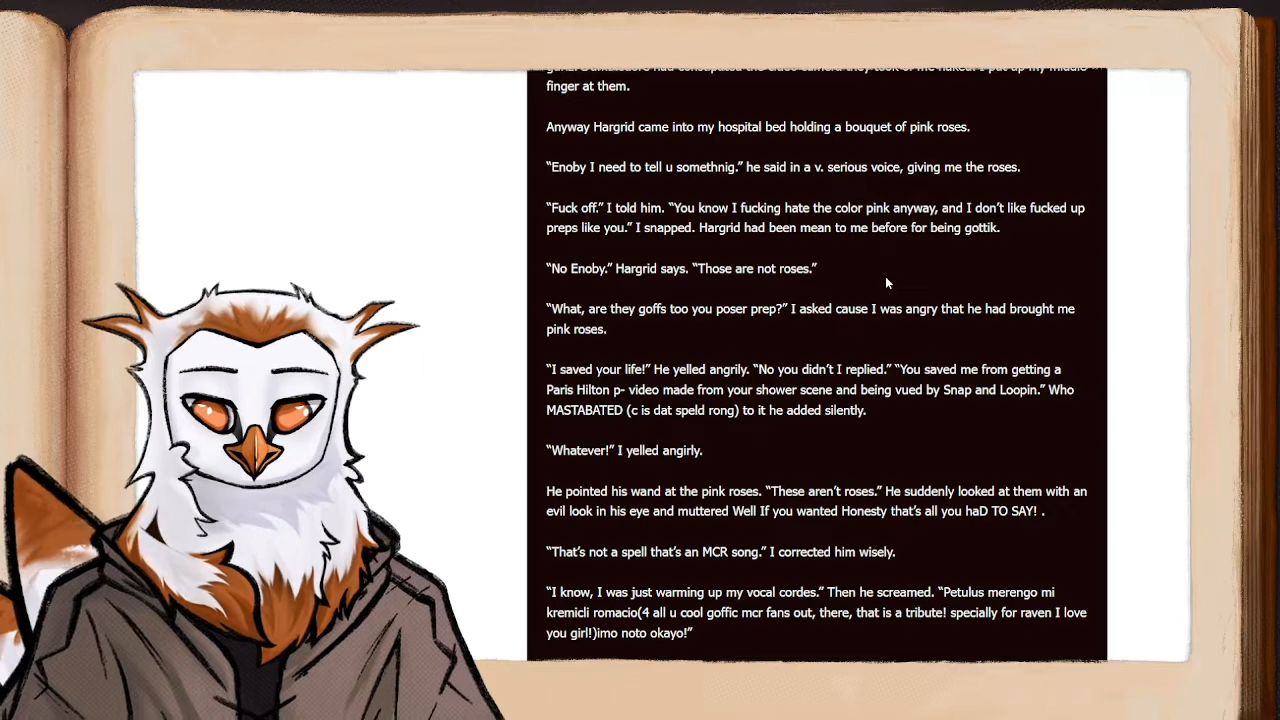 finger at them.
Anyway Hargrid came into my hospital bed holding a bouquet of pink roses.
“Enoby I need to tell u somethnig.” he said in a v. serious voice, giving me the roses.
“Fuck off.” I told him. “You know I fucking hate the color pink anyway, and I don’t like fucked up
preps like you.” I snapped. Hargrid had been mean to me before for being gottik.
“No Enoby.” Hargrid says. “Those are not roses.”
“What, are they goffs too you poser prep?” I asked cause I was angry that he had brought me
pink roses.
“I saved your life!” He yelled angrily. “No you didn’t I replied.” “You saved me from getting a
Paris Hilton p- video made from your shower scene and being vued by Snap and Loopin.” Who
MASTABATED (c is dat speld rong) to it he added silently.
“Whatever!” I yelled angirly.
He pointed his wand at the pink roses. “These aren’t roses.” He suddenly looked at them with an
evil look in his eye and muttered Well If you wanted Honesty that’s all you haD TO SAY! .
“That’s not a spell that’s an MCR song.” I corrected him wisely.
“I know, I was just warming up my vocal cordes.” Then he screamed. “Petulus merengo mi
kremicli romacio(4 all u cool goffic mcr fans out, there, that is a tribute! specially for raven I love
you girl!)imo noto okayo!”